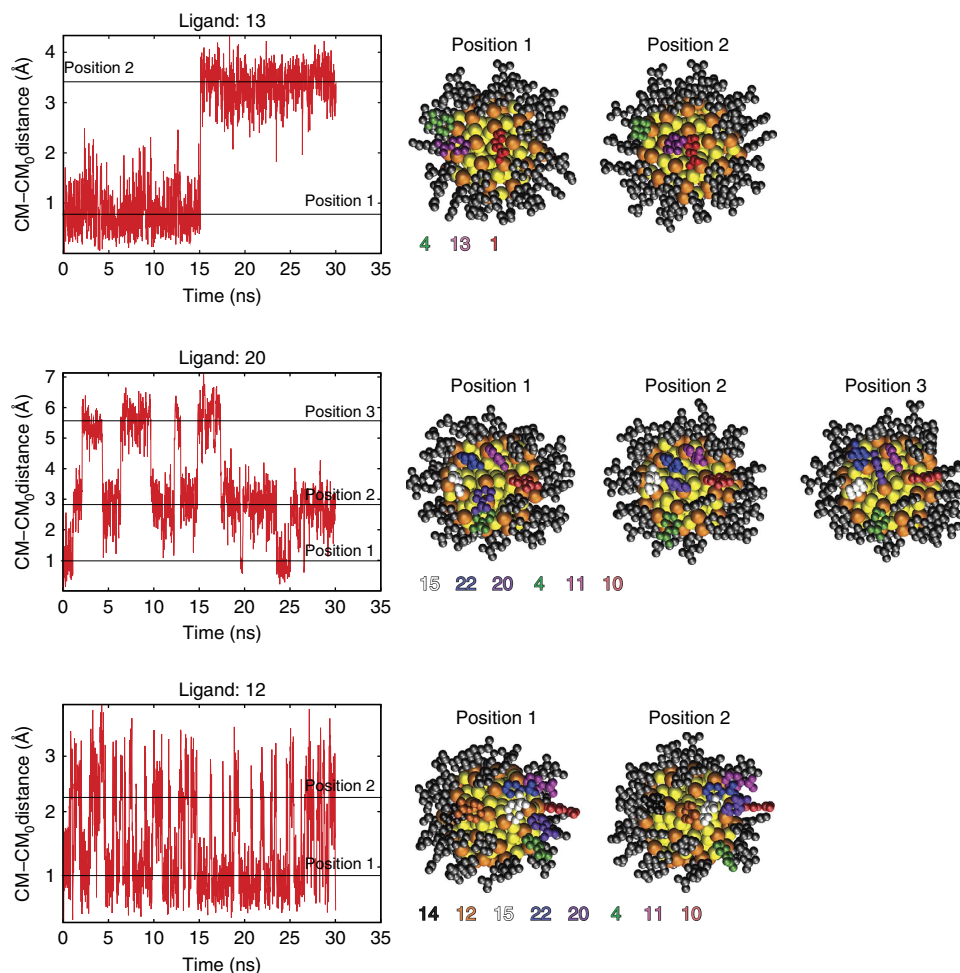 Ligand: 13
CM–CM0distance (Å)
4
3
2
1
Position 2
Position 1
0 5 10 15 20 25 30 35
Time (ns)
Position 1 Position 2
4 13 1
Ligand: 20
CM–CM0distance (Å)
7
6
5
4
3
2
1
Position 3
Position 2
Position 1
0 5 10 15 20 25 30 35
Time (ns)
Position 1 Position 2 Position 3
15 22 20 4 11 10
Ligand: 12
CM–CM0distance (Å)
3
2
1
Position 2
Position 1
0 5 10 15 20 25 30 35
Time (ns)
Position 1 Position 2
14 12 15 22 20 4 11 10